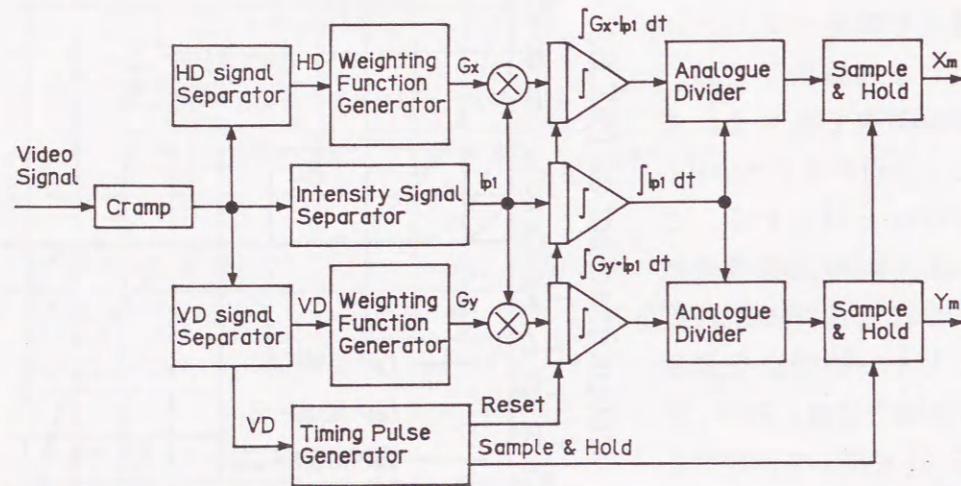 ∫Gx·Ip1 dt
HD signal
Separator
HD
Weighting
Function
Generator
Gx
∫
Analogue
Divider
Sample
& Hold
Xm
Video
Signal
Cramp
Intensity Signal
Separator
Ip1
∫
∫Ip1 dt
∫Gy·Ip1 dt
VD signal
Separator
VD
Weighting
Function
Generator
Gy
∫
Analogue
Divider
Sample
& Hold
Ym
VD
Timing Pulse
Generator
Reset
Sample & Hold